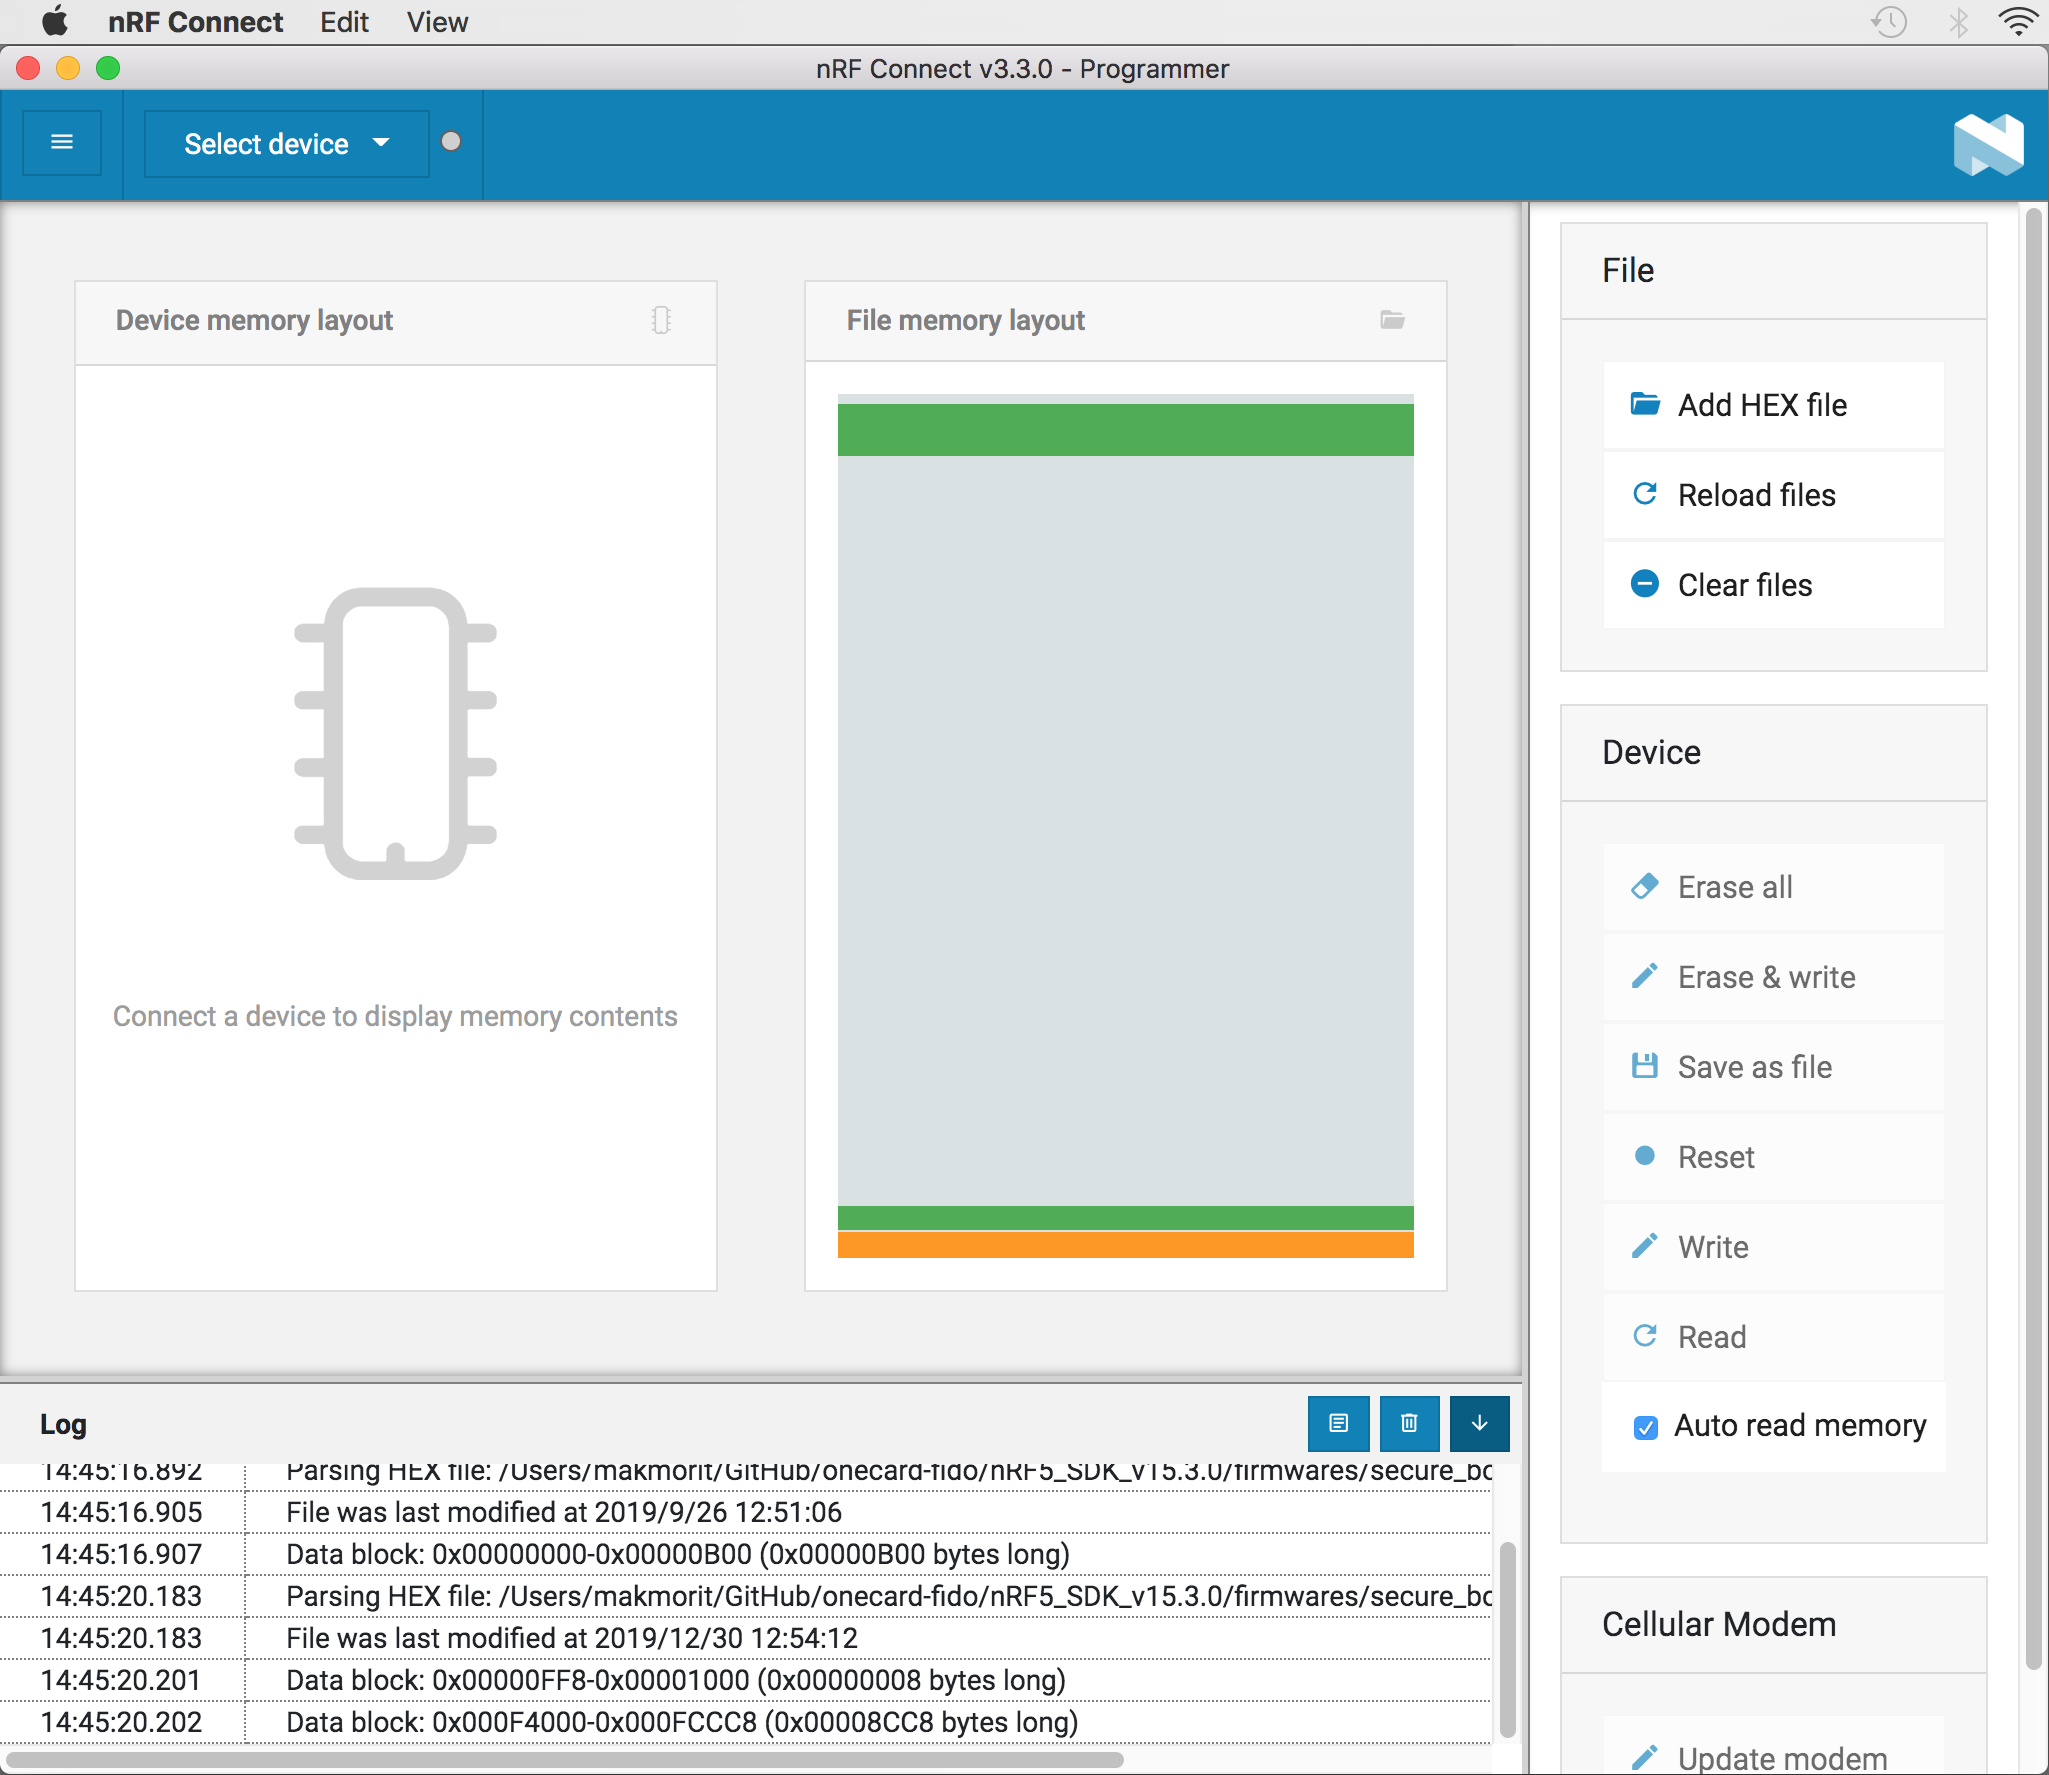 nRF Connect Edit View
nRF Connect v3.3.0 - Programmer
Select device
Device memory layout
Connect a device to display memory contents
File memory layout
File
Add HEX file
Reload files
Clear files
Device
Erase all
Erase & write
Save as file
Reset
Write
Read
Auto read memory
Cellular Modem
Update modem
Log
14:45:16.892 Parsing HEX file: /Users/makmorit/GitHub/onecard-fido/nRF5_SDK_v15.3.0/firmwares/secure_bo
14:45:16.905 File was last modified at 2019/9/26 12:51:06
14:45:16.907 Data block: 0x00000000-0x00000B00 (0x00000B00 bytes long)
14:45:20.183 Parsing HEX file: /Users/makmorit/GitHub/onecard-fido/nRF5_SDK_v15.3.0/firmwares/secure_bo
14:45:20.183 File was last modified at 2019/12/30 12:54:12
14:45:20.201 Data block: 0x00000FF8-0x00001000 (0x00000008 bytes long)
14:45:20.202 Data block: 0x000F4000-0x000FCCC8 (0x00008CC8 bytes long)